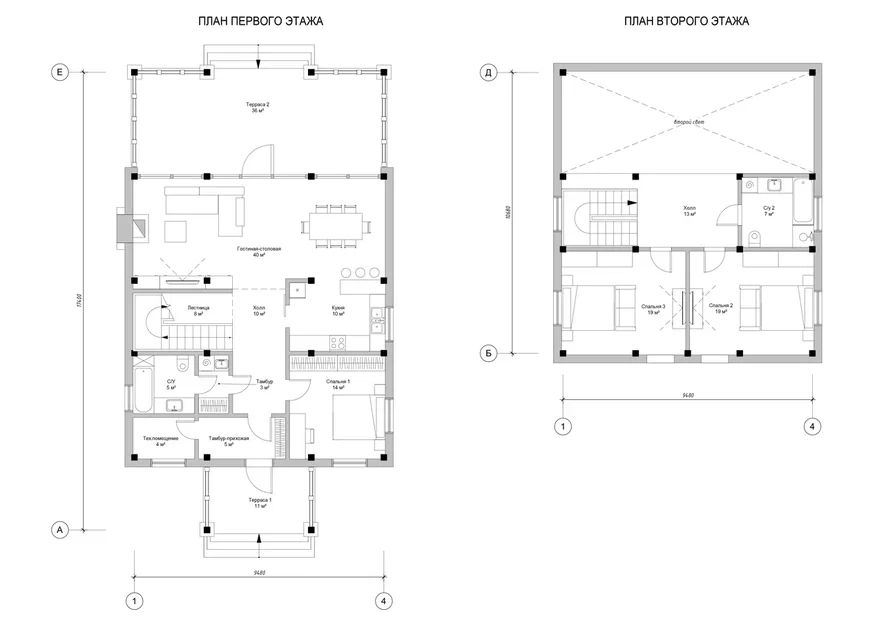 ПЛАН ПЕРВОГО ЭТАЖА
Е
Терраса 2
36 м²
Гостиная-столовая
40 м²
17400
Лестница
8 м²
Холл
10 м²
Кухня
10 м²
С/У
5 м²
Тамбур
3 м²
Спальня 1
14 м²
Техпомещение
4 м²
Тамбур-прихожая
5 м²
Терраса 1
11 м²
А
9480
1
4
ПЛАН ВТОРОГО ЭТАЖА
Д
второй свет
10680
Холл
13 м²
С/у 2
7 м²
Спальня 3
19 м²
Спальня 2
19 м²
Б
9480
1
4